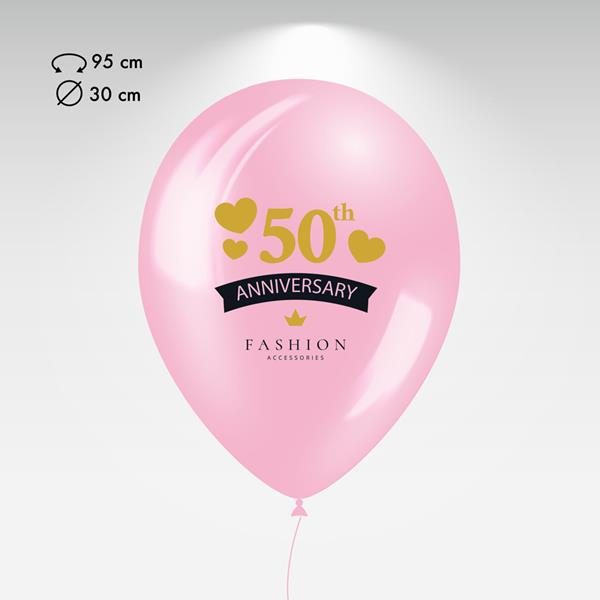 95 cm
30 cm
50th
ANNIVERSARY
FASHION
ACCESSORIES